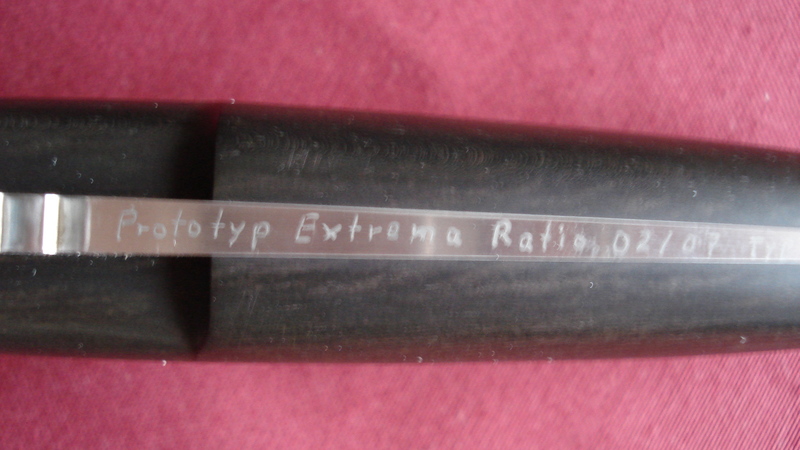 Prototyp Extrema Ratio, 02/07